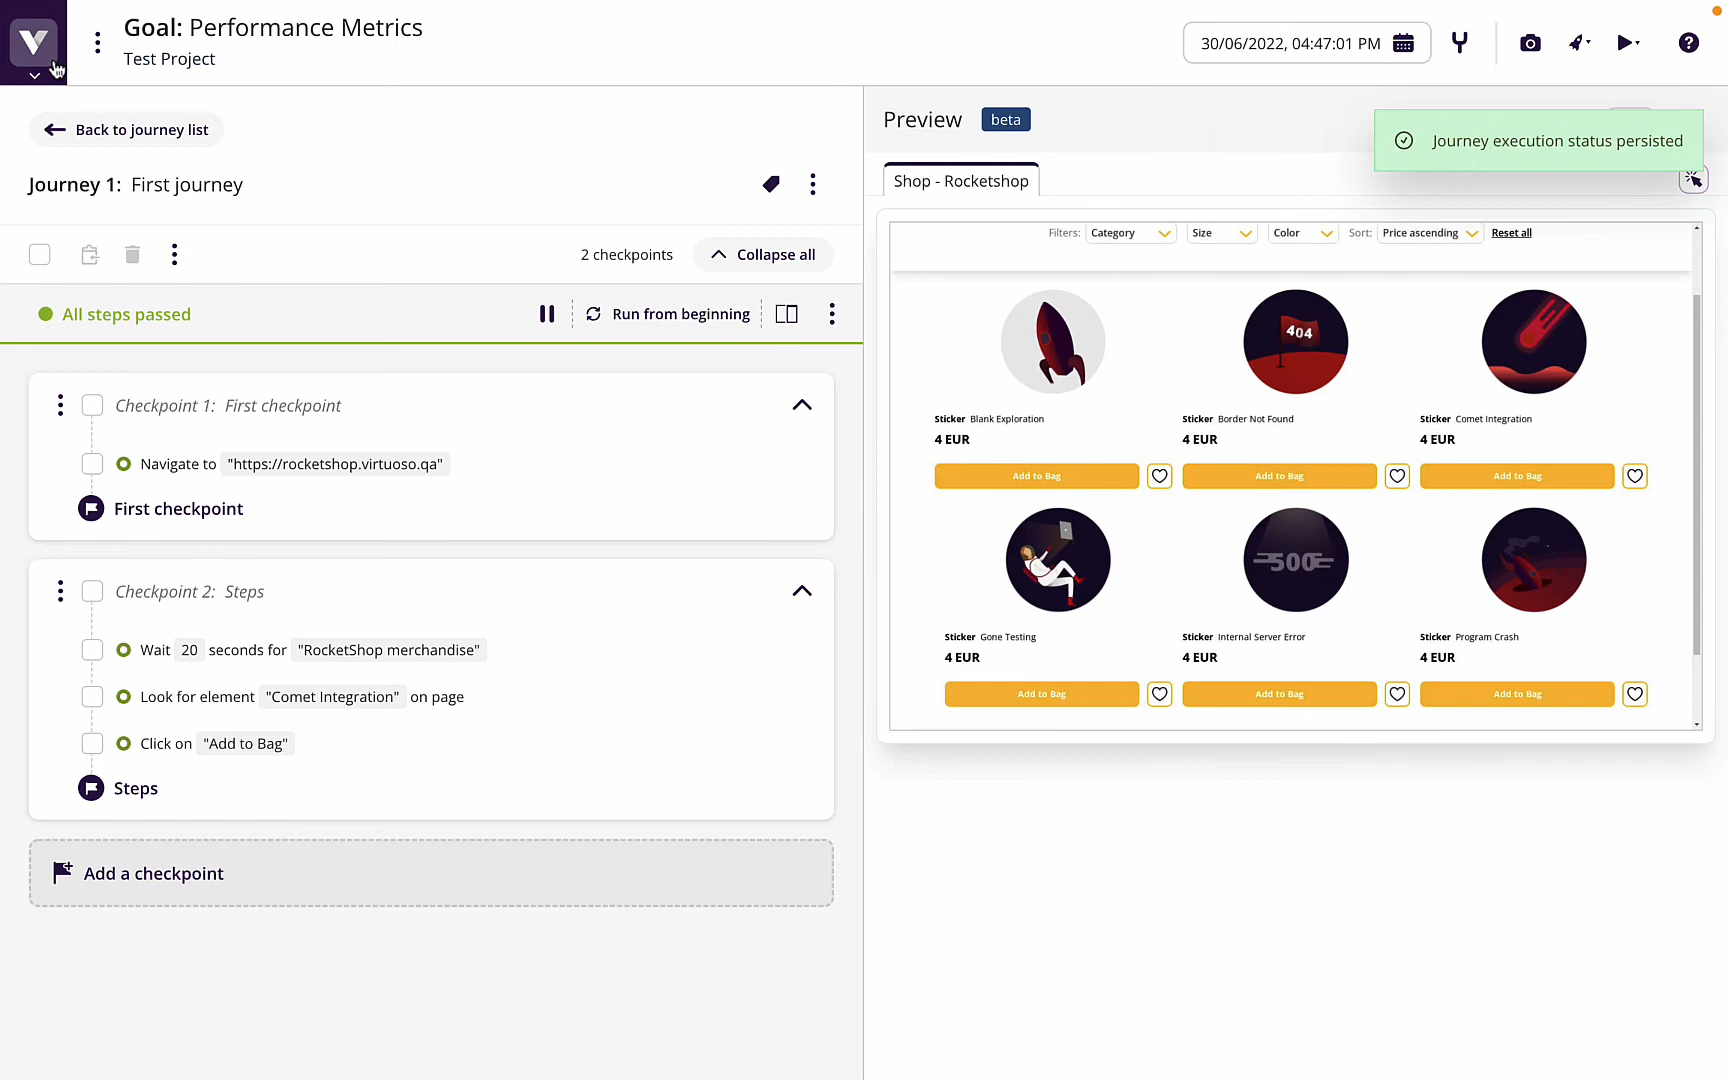 Goal: Performance Metrics
Test Project
30/06/2022, 04:47:01 PM
Back to journey list
Journey 1: First journey
2 checkpoints
Collapse all
All steps passed
Run from beginning
Checkpoint 1: First checkpoint
Navigate to "https://rocketshop.virtuoso.qa"
First checkpoint
Checkpoint 2: Steps
Wait 20 seconds for "RocketShop merchandise"
Look for element "Comet Integration" on page
Click on "Add to Bag"
Steps
Add a checkpoint
Preview beta
Journey execution status persisted
Shop - Rocketshop
Filters: Category Size Color Sort: Price ascending Reset all
404
Sticker Blank Exploration
4 EUR
Add to Bag
Sticker Border Not Found
4 EUR
Add to Bag
Sticker Comet Integration
4 EUR
Add to Bag
500
Sticker Gone Testing
4 EUR
Add to Bag
Sticker Internal Server Error
4 EUR
Add to Bag
Sticker Program Crash
4 EUR
Add to Bag